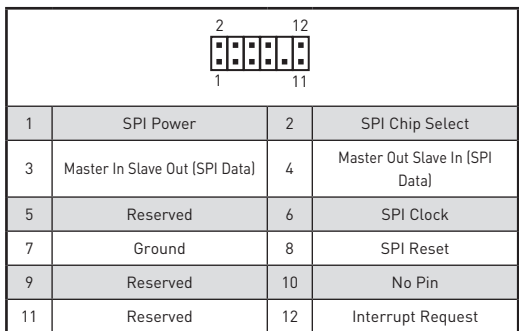 2 12
1 11
1 SPI Power 2 SPI Chip Select
3 Master In Slave Out (SPI Data) 4 Master Out Slave In (SPI
Data)
5 Reserved 6 SPI Clock
7 Ground 8 SPI Reset
9 Reserved 10 No Pin
11 Reserved 12 Interrupt Request